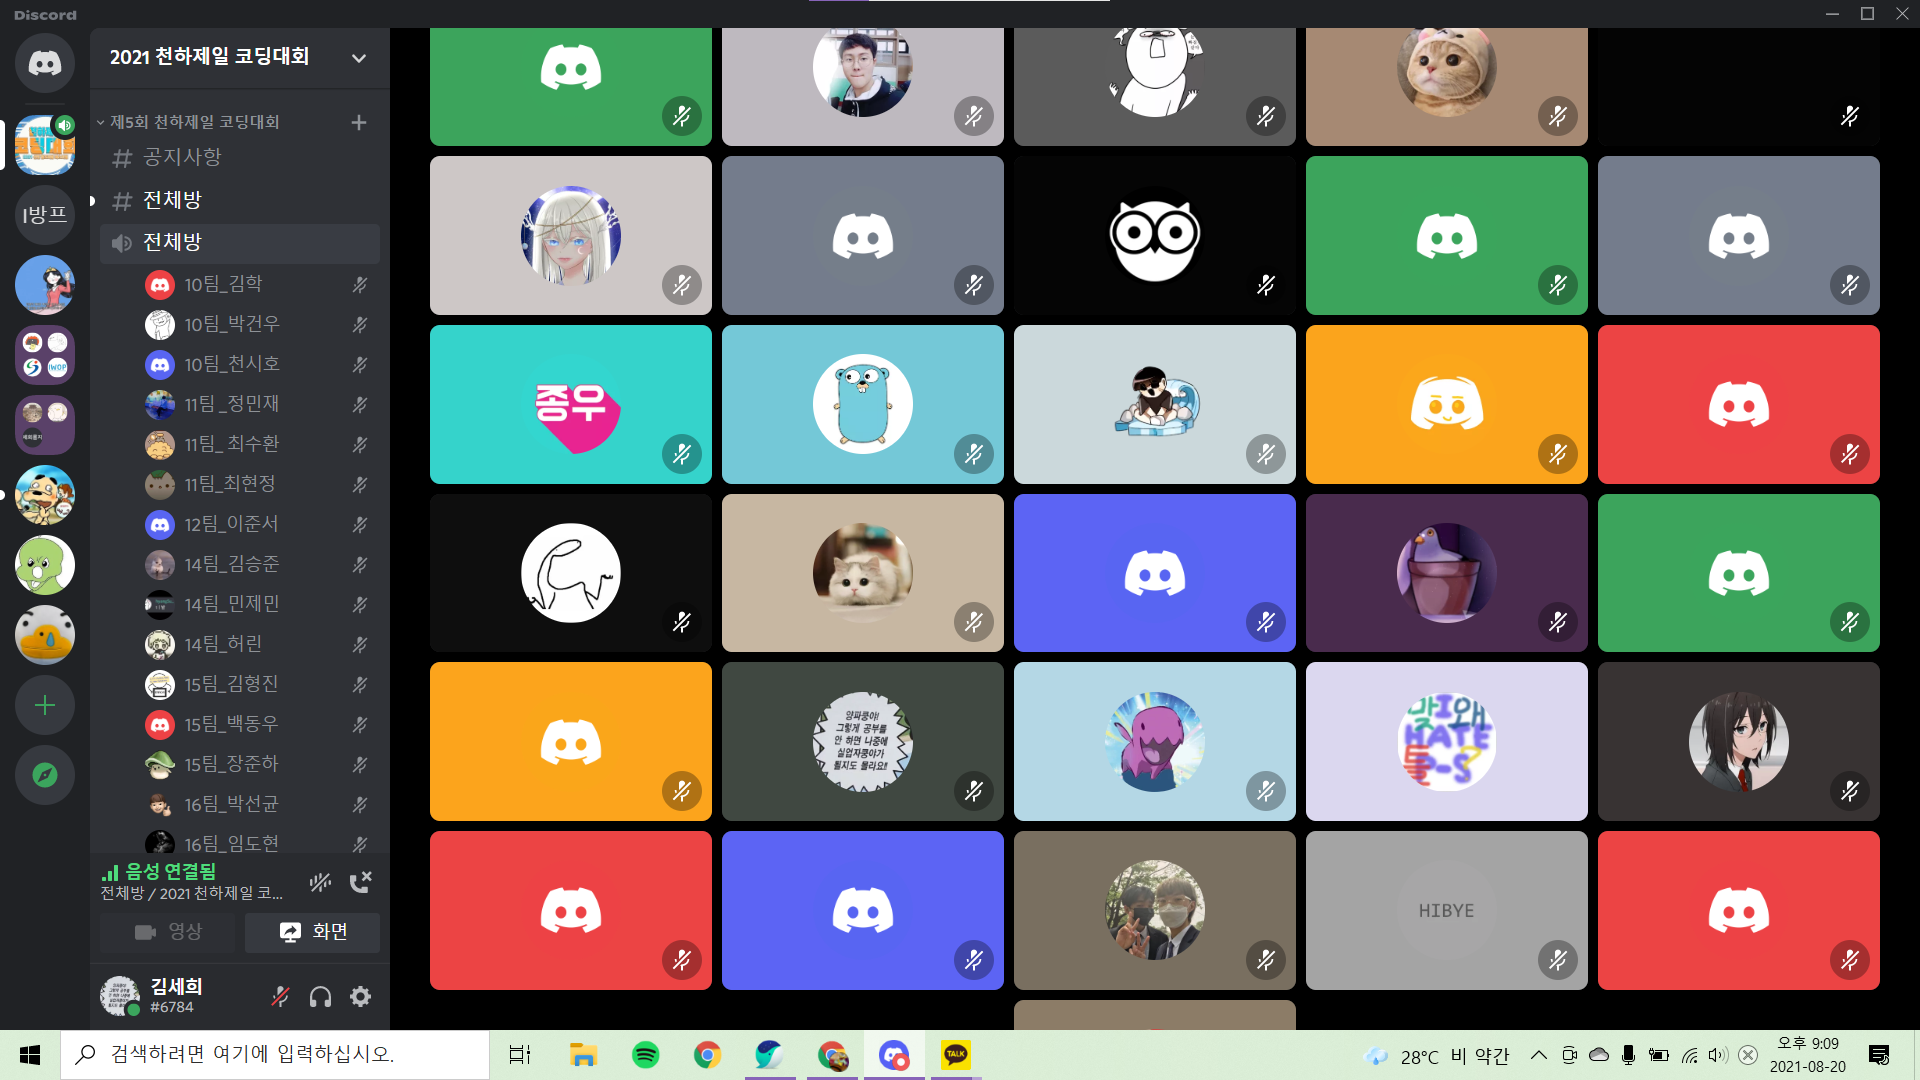 Discord
2021 천하제일 코딩대회
제5회 천하제일 코딩대회
공지사항
I방프
전체방
전체방
10팀_김학
10팀_박건우
10팀_천시호
11팀_정민재
11팀_ 최수환
11팀_최현정
12팀_이준서
14팀_김승준
14팀_민제민
14팀_허린
15팀_김형진
15팀_백동우
15팀_장준하
16팀_박선균
16팀_임도현
음성 연결됨
전체방 / 2021 천하제일 코...
영상
화면
김세희
#6784
종우
양파쿵야!
그렇게 공부를
안 하면 나중에
실업자쿵야가
될지도 몰라요!!
맞I왜
HATE
들P-S?
HIBYE
검색하려면 여기에 입력하십시오.
TALK
28°C 비 약간
오후 9:09
2021-08-20